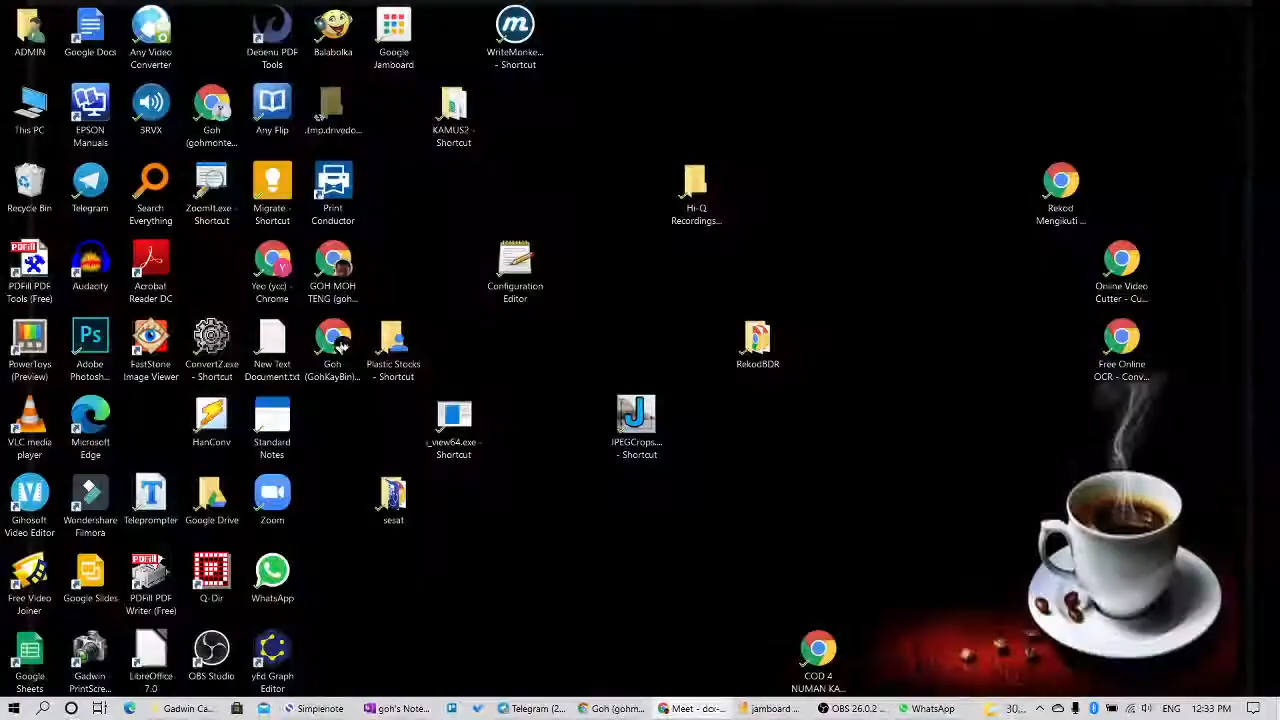 ADMIN
Google Docs
Any Video
Converter
Debenu PDF
Tools
Balabolka
Google
Jamboard
WriteMonke...
- Shortcut
This PC
EPSON
Manuals
3RVX
Goh
(gohmonte...
Any Flip
.tmp.drivedo...
KAMUS2 -
Shortcut
Recycle Bin
Telegram
Search
Everything
ZoomIt.exe -
Shortcut
Migrate -
Shortcut
Print
Conductor
Hi-Q
Recordings...
Rekod
Mengikuti ...
PDFill PDF
Tools (Free)
Audacity
Acrobat
Reader DC
Yeo (ycc) -
Chrome
GOH MOH
TENG (goh...
Configuration
Editor
Online Video
Cutter - Cu...
PowerToys
(Preview)
Adobe
Photosh...
FastStone
Image Viewer
ConvertZ.exe
- Shortcut
New Text
Document.txt
Goh
(GohKayBin)...
Plastic Stocks
- Shortcut
RekodBDR
Free Online
OCR - Conv...
VLC media
player
Microsoft
Edge
HanConv
Standard
Notes
i_view64.exe -
Shortcut
JPEGCrops....
- Shortcut
Gihosoft
Video Editor
Wondershare
Filmora
Teleprompter
Google Drive
Zoom
sesat
Free Video
Joiner
Google Slides
PDFill PDF
Writer (Free)
Q-Dir
WhatsApp
Google
Sheets
Gadwin
PrintScre...
LibreOffice
7.0
OBS Studio
yEd Graph
Editor
COD 4
NUMAN KA...
Gadwin Ca... Simplenote goh's Note... Telegram (2... Goh (gohm... Meet - dcx-... jamboard ... OBS 26.0.2 ... WhatsApp 30... ENG 12:33 PM